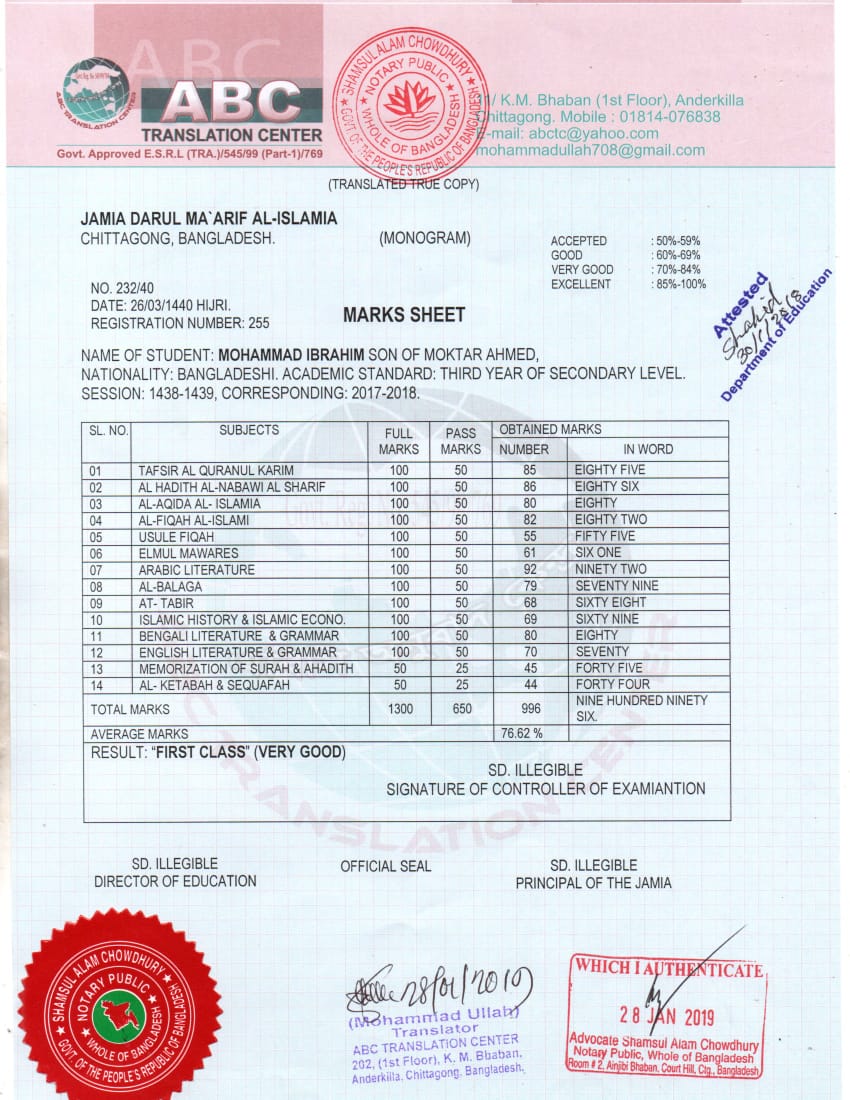 ABC
ABC TRANSLATION CENTER
ABC
TRANSLATION CENTER
Govt. Approved E.S.R.L (TRA.)/545/99 (Part-1)/769
SHAMSUL ALAM CHOWDHURY
NOTARY PUBLIC
WHOLE OF BANGLADESH
GOVT. OF THE PEOPLE'S REPUBLIC OF BANGLADESH
/ K.M. Bhaban (1st Floor), Anderkilla
Chittagong. Mobile : 01814-076838
E-mail: abctc@yahoo.com
mohammadullah708@gmail.com
(TRANSLATED TRUE COPY)
JAMIA DARUL MA`ARIF AL-ISLAMIA
CHITTAGONG, BANGLADESH. (MONOGRAM)
ACCEPTED : 50%-59%
GOOD : 60%-69%
VERY GOOD : 70%-84%
EXCELLENT : 85%-100%
NO. 232/40
DATE: 26/03/1440 HIJRI.
REGISTRATION NUMBER: 255
MARKS SHEET
Attested
Shahid
Department of Education
NAME OF STUDENT: MOHAMMAD IBRAHIM SON OF MOKTAR AHMED,
NATIONALITY: BANGLADESHI. ACADEMIC STANDARD: THIRD YEAR OF SECONDARY LEVEL.
SESSION: 1438-1439, CORRESPONDING: 2017-2018.
SL. NO. SUBJECTS FULL MARKS PASS MARKS OBTAINED MARKS
NUMBER IN WORD
01 TAFSIR AL QURANUL KARIM 100 50 85 EIGHTY FIVE
02 AL HADITH AL-NABAWI AL SHARIF 100 50 86 EIGHTY SIX
03 AL-AQIDA AL- ISLAMIA 100 50 80 EIGHTY
04 AL-FIQAH AL-ISLAMI 100 50 82 EIGHTY TWO
05 USULE FIQAH 100 50 55 FIFTY FIVE
06 ELMUL MAWARES 100 50 61 SIX ONE
07 ARABIC LITERATURE 100 50 92 NINETY TWO
08 AL-BALAGA 100 50 79 SEVENTY NINE
09 AT- TABIR 100 50 68 SIXTY EIGHT
10 ISLAMIC HISTORY & ISLAMIC ECONO. 100 50 69 SIXTY NINE
11 BENGALI LITERATURE & GRAMMAR 100 50 80 EIGHTY
12 ENGLISH LITERATURE & GRAMMAR 100 50 70 SEVENTY
13 MEMORIZATION OF SURAH & AHADITH 50 25 45 FORTY FIVE
14 AL- KETABAH & SEQUAFAH 50 25 44 FORTY FOUR
TOTAL MARKS 1300 650 996 NINE HUNDRED NINETY
SIX.
AVERAGE MARKS 76.62 %
RESULT: "FIRST CLASS" (VERY GOOD)
SD. ILLEGIBLE
SIGNATURE OF CONTROLLER OF EXAMIANTION
SD. ILLEGIBLE
DIRECTOR OF EDUCATION
OFFICIAL SEAL
SD. ILLEGIBLE
PRINCIPAL OF THE JAMIA
SHAMSUL ALAM CHOWDHURY
NOTARY PUBLIC
WHOLE OF BANGLADESH
GOVT. OF THE PEOPLE'S REPUBLIC OF BANGLADESH
28/01/2019
(Mohammad Ullah)
Translator
ABC TRANSLATION CENTER
202, (1st Floor), K. M. Bhaban,
Anderkilla, Chittagong, Bangladesh.
WHICH I AUTHENTICATE
28 JAN 2019
Advocate Shamsul Alam Chowdhury
Notary Public, Whole of Bangladesh
Room # 2, Ainjibi Bhaban, Court Hill, Ctg., Bangladesh